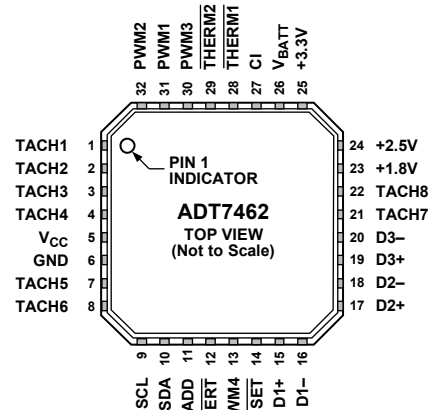 32 PWM2
31 PWM1
30 PWM3
29 THERM2
28 THERM1
27 CI
26 VBATT
25 +3.3V
TACH1 1
TACH2 2
TACH3 3
TACH4 4
VCC 5
GND 6
TACH5 7
TACH6 8
PIN 1
INDICATOR
ADT7462
TOP VIEW
(Not to Scale)
24 +2.5V
23 +1.8V
22 TACH8
21 TACH7
20 D3–
19 D3+
18 D2–
17 D2+
SCL 9
SDA 10
ADD 11
ERT 12
WM4 13
SET 14
D1+ 15
D1– 16